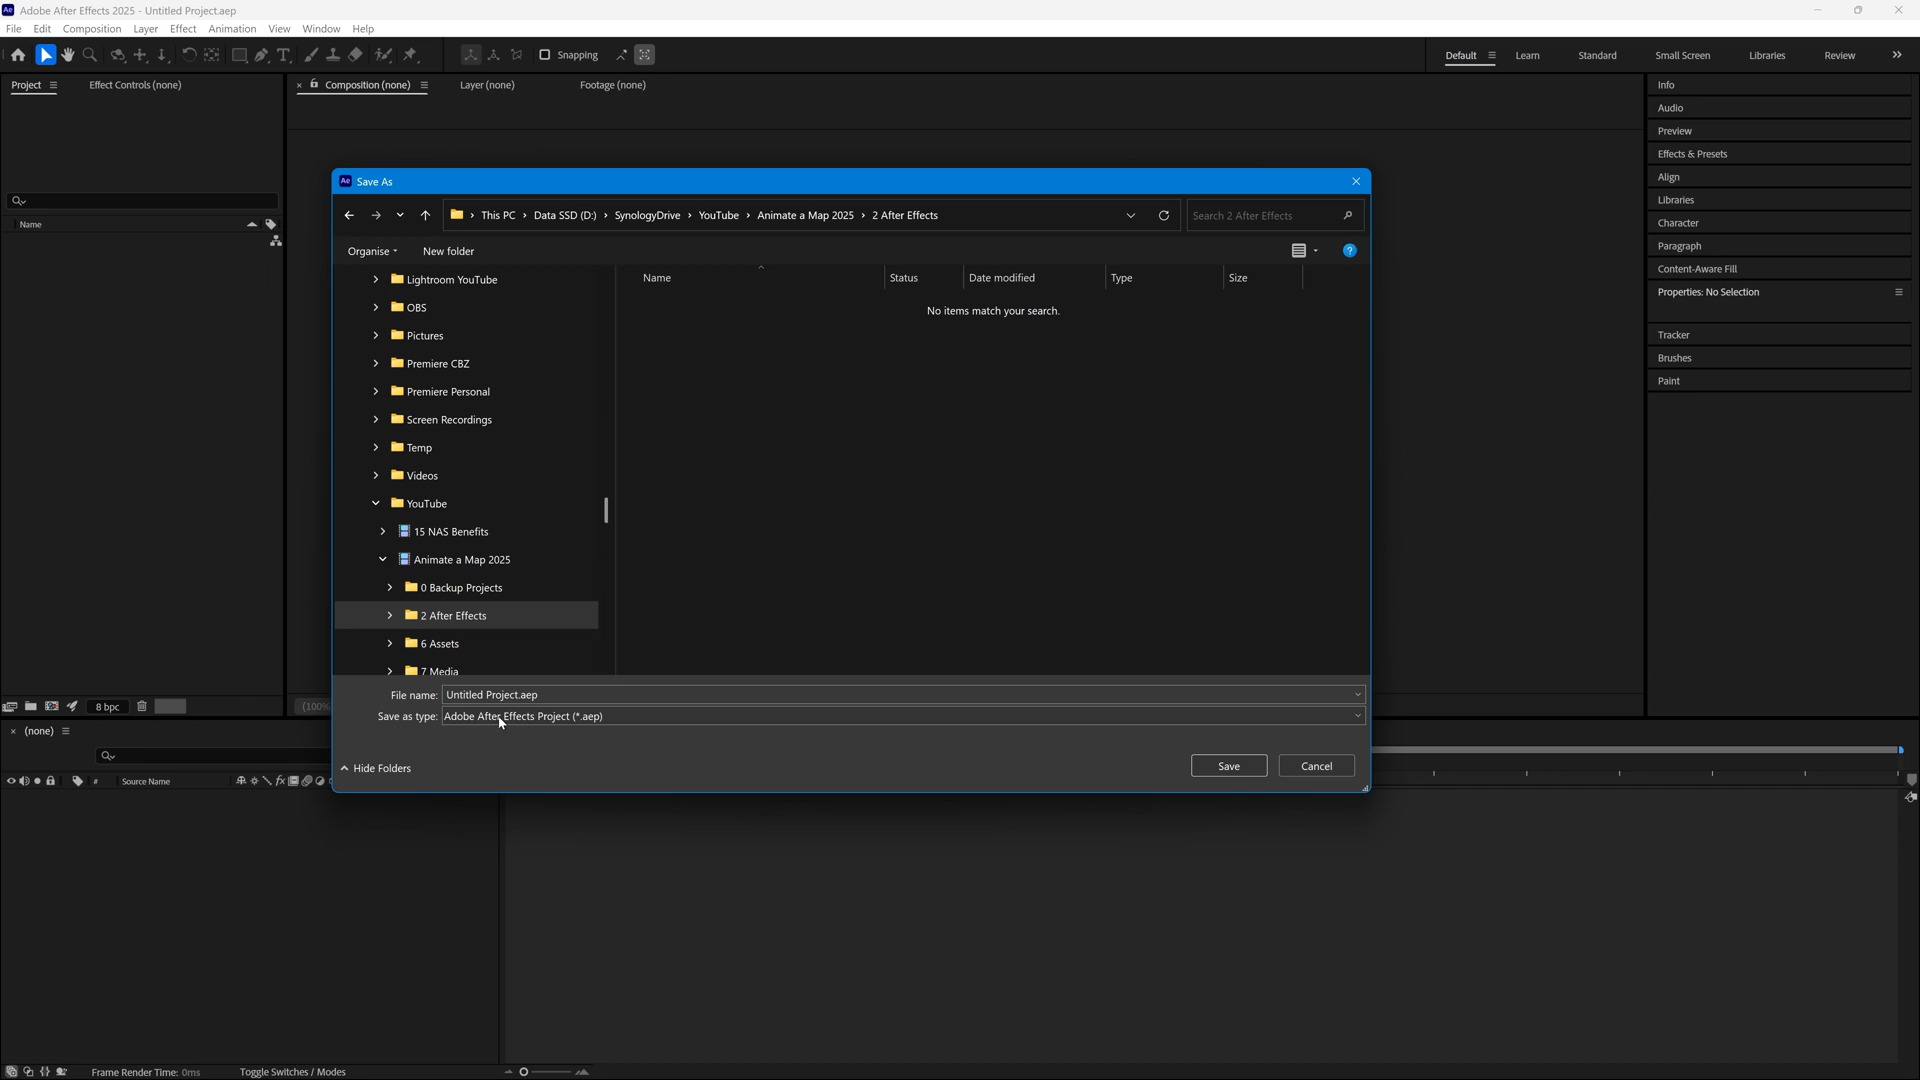 Ae Adobe After Effects 2025 - Untitled Project.aep
File Edit Composition Layer Effect Animation View Window Help
Snapping
Default Learn Standard Small Screen Libraries Review
Project Effect Controls (none) Composition (none) Layer (none) Footage (none)
Info
Audio
Preview
Effects & Presets
Align
Libraries
Character
Paragraph
Content-Aware Fill
Properties: No Selection
Tracker
Brushes
Paint
Name
Ae Save As
This PC › Data SSD (D:) › SynologyDrive › YouTube › Animate a Map 2025 › 2 After Effects
Search 2 After Effects
Organise New folder
Name Status Date modified Type Size
No items match your search.
Lightroom YouTube
OBS
Pictures
Premiere CBZ
Premiere Personal
Screen Recordings
Temp
Videos
YouTube
15 NAS Benefits
Animate a Map 2025
0 Backup Projects
2 After Effects
6 Assets
7 Media
File name: Untitled Project.aep
Save as type: Adobe After Effects Project (*.aep)
Hide Folders Save Cancel
8 bpc (100%
(none)
# Source Name fx
Frame Render Time: 0ms Toggle Switches / Modes